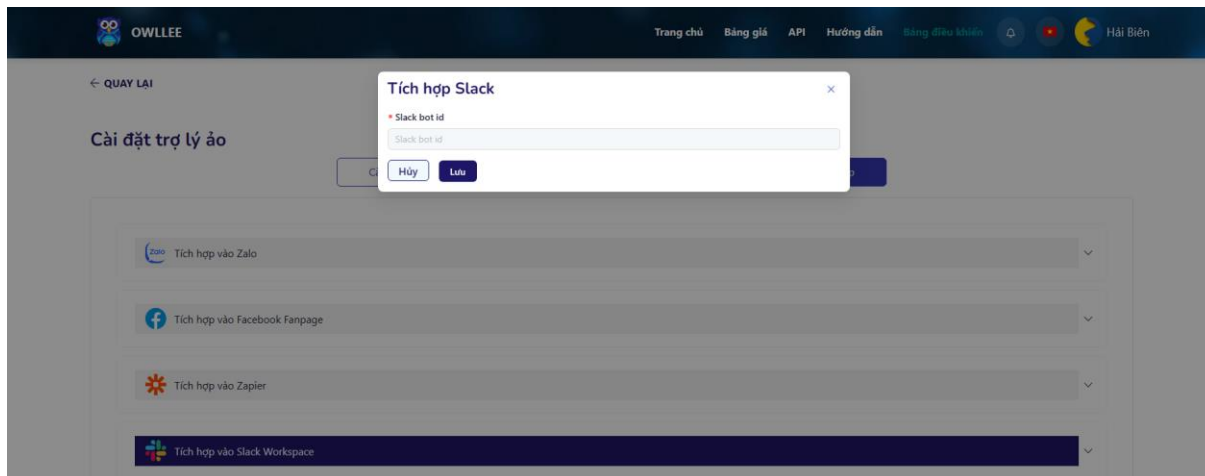 OWLLEE
Trang chủ Bảng giá API Hướng dẫn Bảng điều khiển Hải Biên
← QUAY LẠI
Tích hợp Slack
* Slack bot id
Slack bot id
Cài đặt trợ lý ảo
Hủy Lưu
Zalo Tích hợp vào Zalo
Tích hợp vào Facebook Fanpage
Tích hợp vào Zapier
Tích hợp vào Slack Workspace